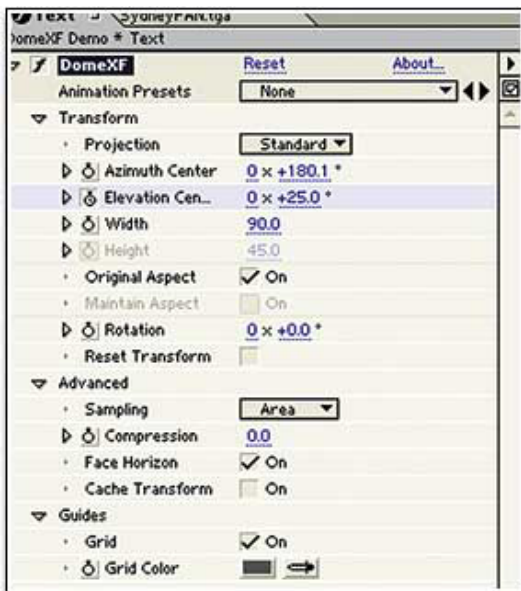 Text SydneyPAN.tga
DomeXF Demo * Text
DomeXF Reset About...
Animation Presets None
Transform
Projection Standard
Azimuth Center 0 x +180.1 °
Elevation Cen... 0 x +25.0 °
Width 90.0
Height 45.0
Original Aspect On
Maintain Aspect On
Rotation 0 x +0.0 °
Reset Transform
Advanced
Sampling Area
Compression 0.0
Face Horizon On
Cache Transform On
Guides
Grid On
Grid Color